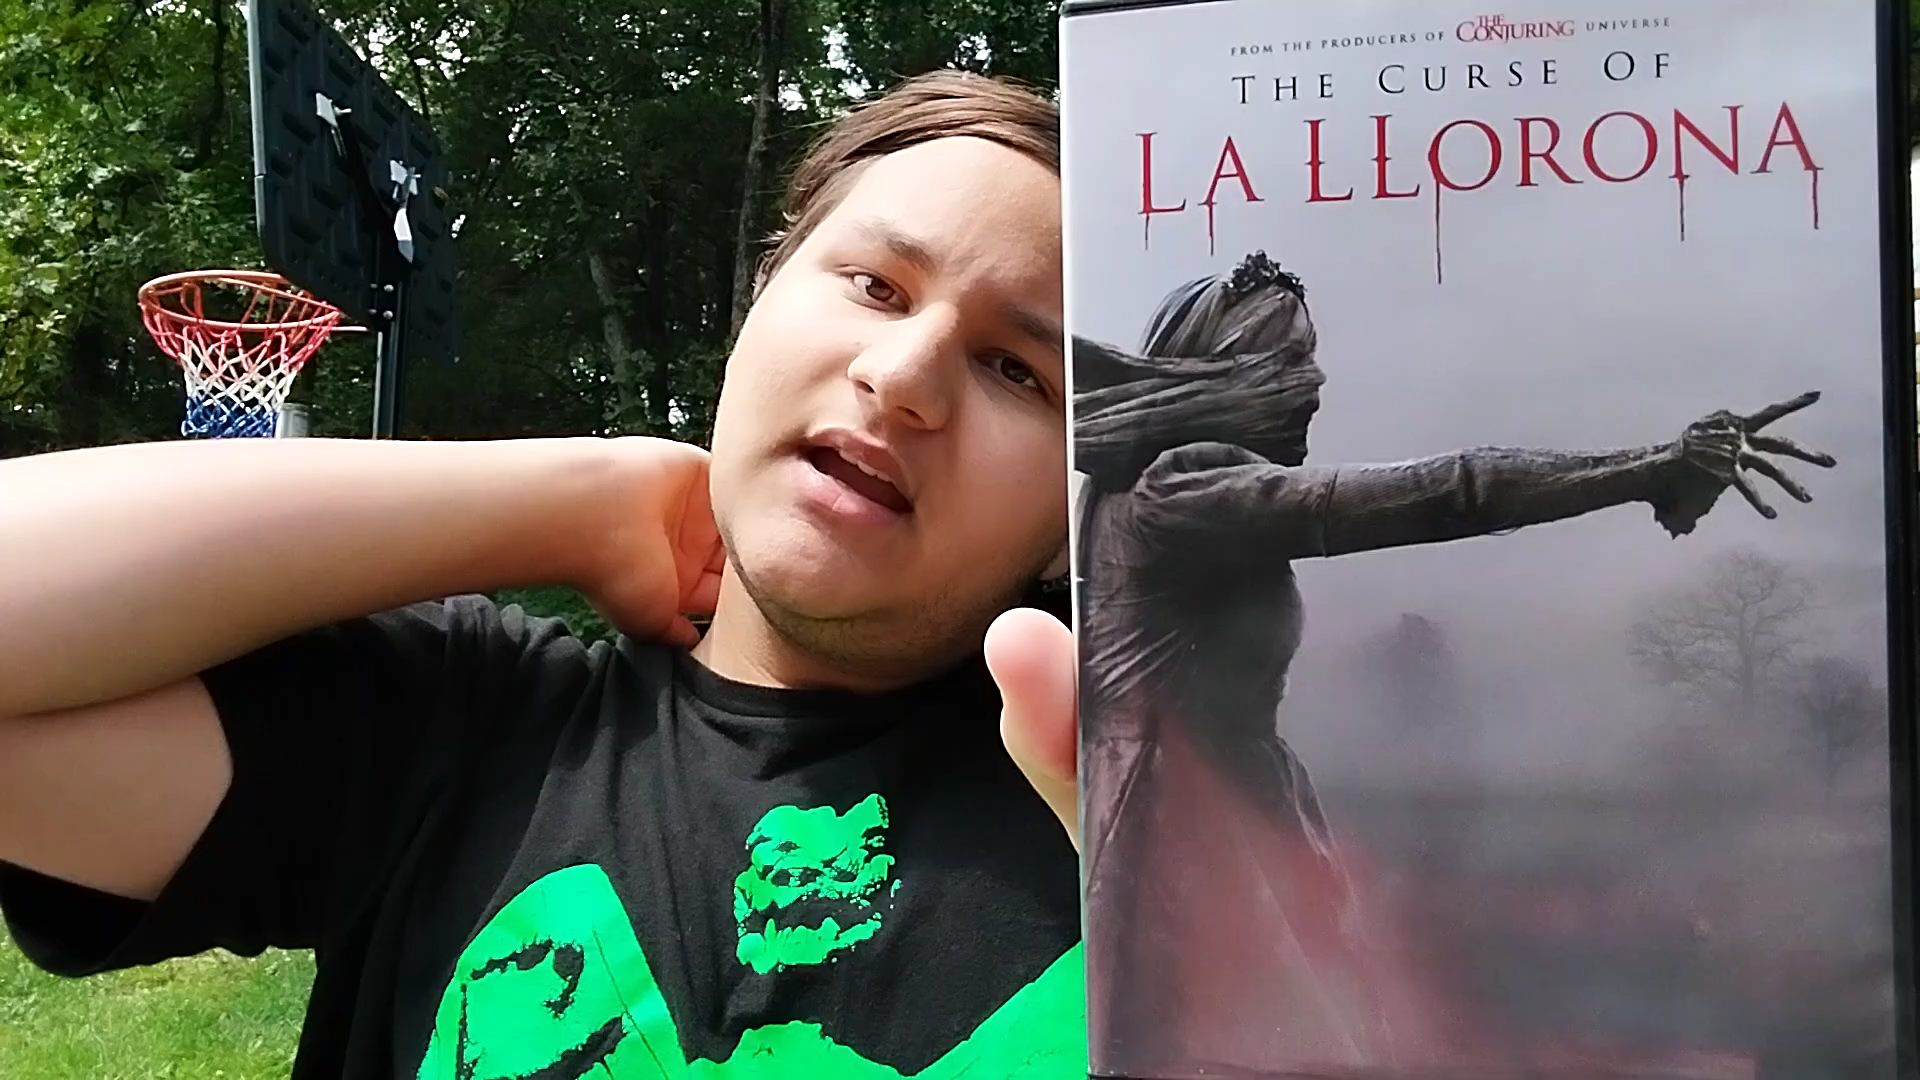 FROM THE PRODUCERS OF THE CONJURING UNIVERSE
THE CURSE OF
LA LLORONA